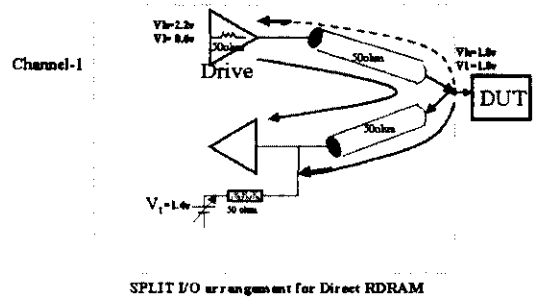 Vh=2.2v
Vl= 0.6v
50ohm
Drive
Channel-1
50ohm
Vh=1.8v
Vl=1.0v
DUT
50ohm
Vt=1.4v
50 ohm
SPLIT I/O arrangement for Direct RDRAM